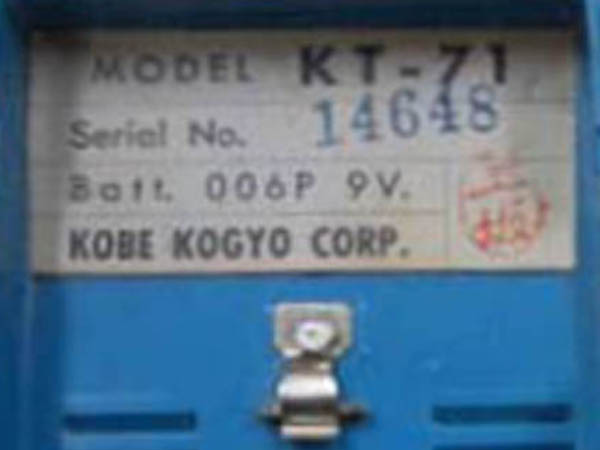 MODEL KT-71
Serial No. 14648
Batt. 006P 9V.
KOBE KOGYO CORP.